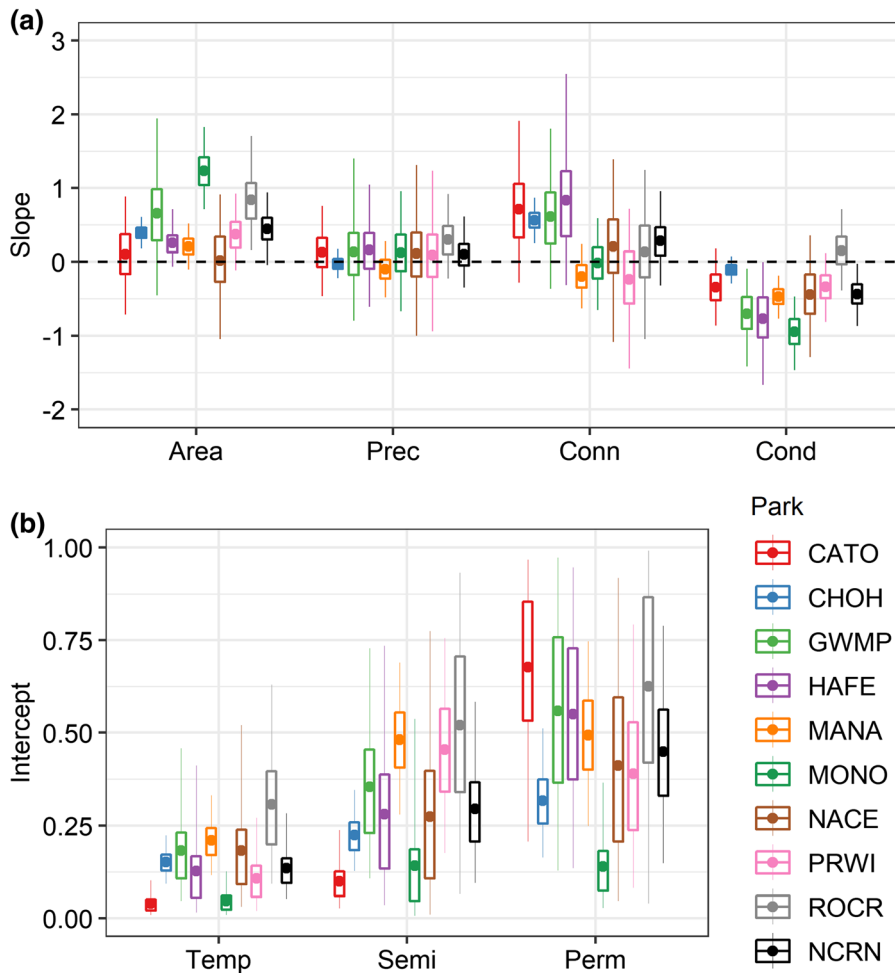 (a)
3
2
1
0
-1
-2
Slope
Area Prec Conn Cond
(b)
1.00
0.75
0.50
0.25
0.00
Intercept
Temp Semi Perm
Park
CATO
CHOH
GWMP
HAFE
MANA
MONO
NACE
PRWI
ROCR
NCRN